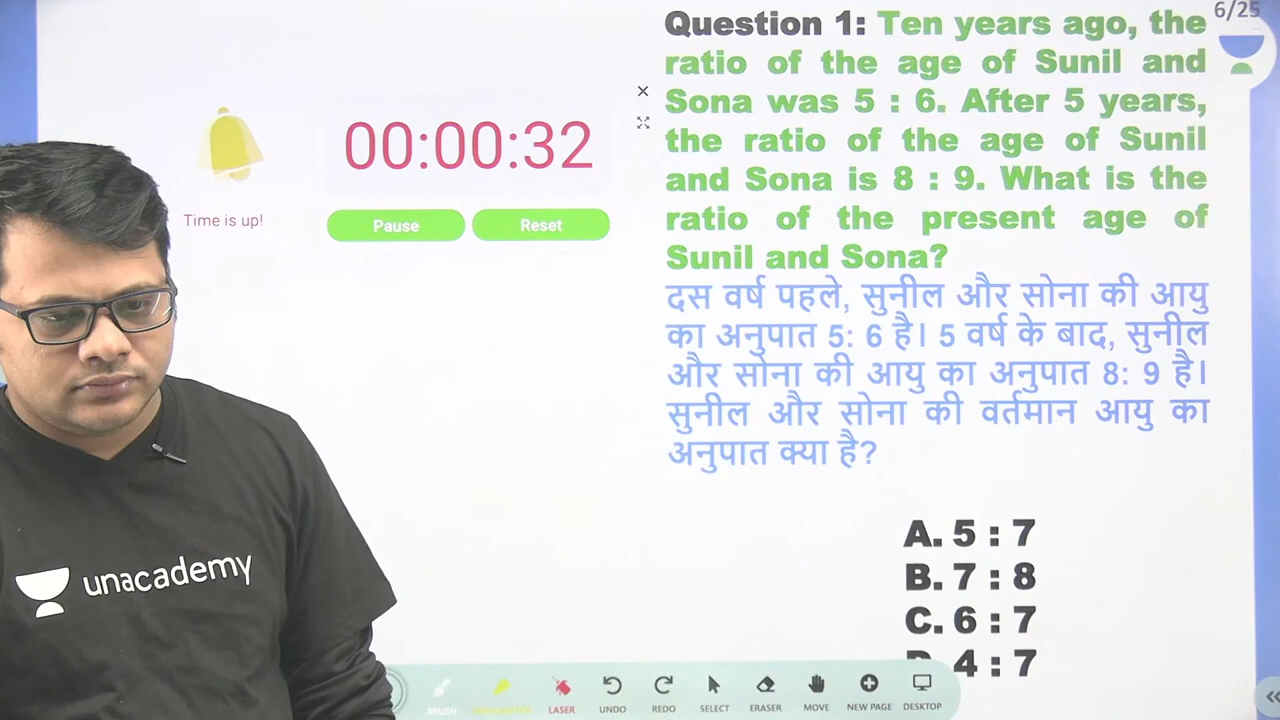 6/25
Question 1: Ten years ago, the
ratio of the age of Sunil and
Sona was 5 : 6. After 5 years,
the ratio of the age of Sunil
and Sona is 8 : 9. What is the
ratio of the present age of
Sunil and Sona?
दस वर्ष पहले, सुनील और सोना की आयु
का अनुपात 5: 6 है। 5 वर्ष के बाद, सुनील
और सोना की आयु का अनुपात 8: 9 है।
सुनील और सोना की वर्तमान आयु का
अनुपात क्या है?
A. 5 : 7
B. 7 : 8
C. 6 : 7
D. 4 : 7
00:00:32
Time is up!
Pause
Reset
unacademy
BRUSH
HIGHLIGHTER
LASER
UNDO
REDO
SELECT
ERASER
MOVE
NEW PAGE
DESKTOP